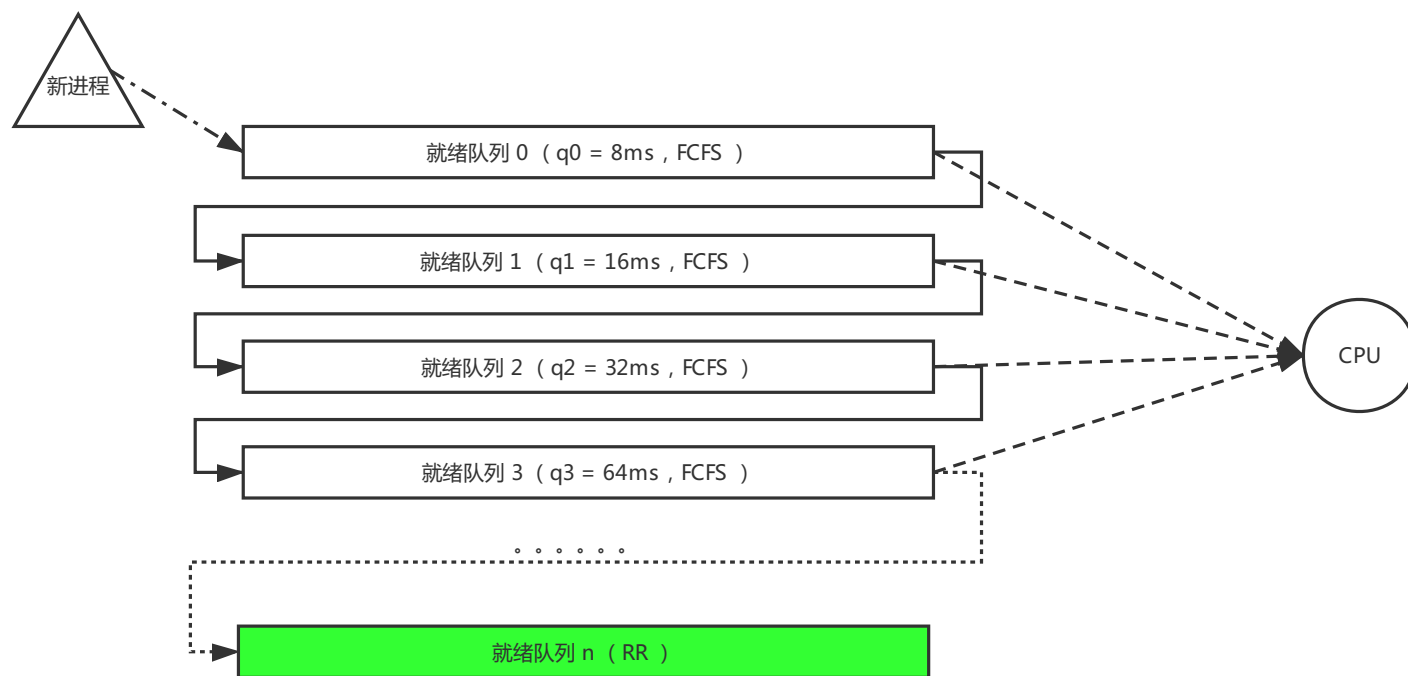 新进程
就绪队列 0 （ q0 = 8ms , FCFS ）
就绪队列 1 （ q1 = 16ms , FCFS ）
就绪队列 2 （ q2 = 32ms , FCFS ）
CPU
就绪队列 3 （ q3 = 64ms , FCFS ）
。。。。。。
就绪队列 n （ RR ）